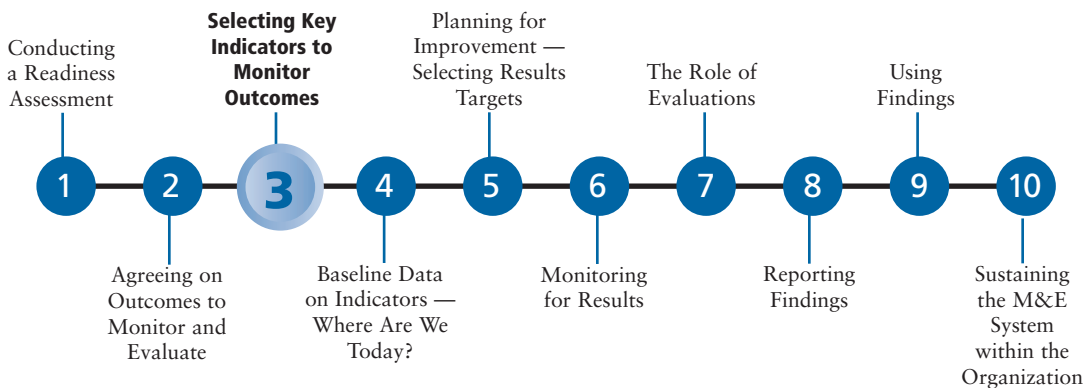 Conducting
a Readiness
Assessment
1
Agreeing on
Outcomes to
Monitor and
Evaluate
2
Selecting Key
Indicators to
Monitor
Outcomes
3
Baseline Data
on Indicators —
Where Are We
Today?
4
Planning for
Improvement —
Selecting Results
Targets
5
Monitoring
for Results
6
The Role of
Evaluations
7
Reporting
Findings
8
Using
Findings
9
Sustaining
the M&E
System
within the
Organization
10